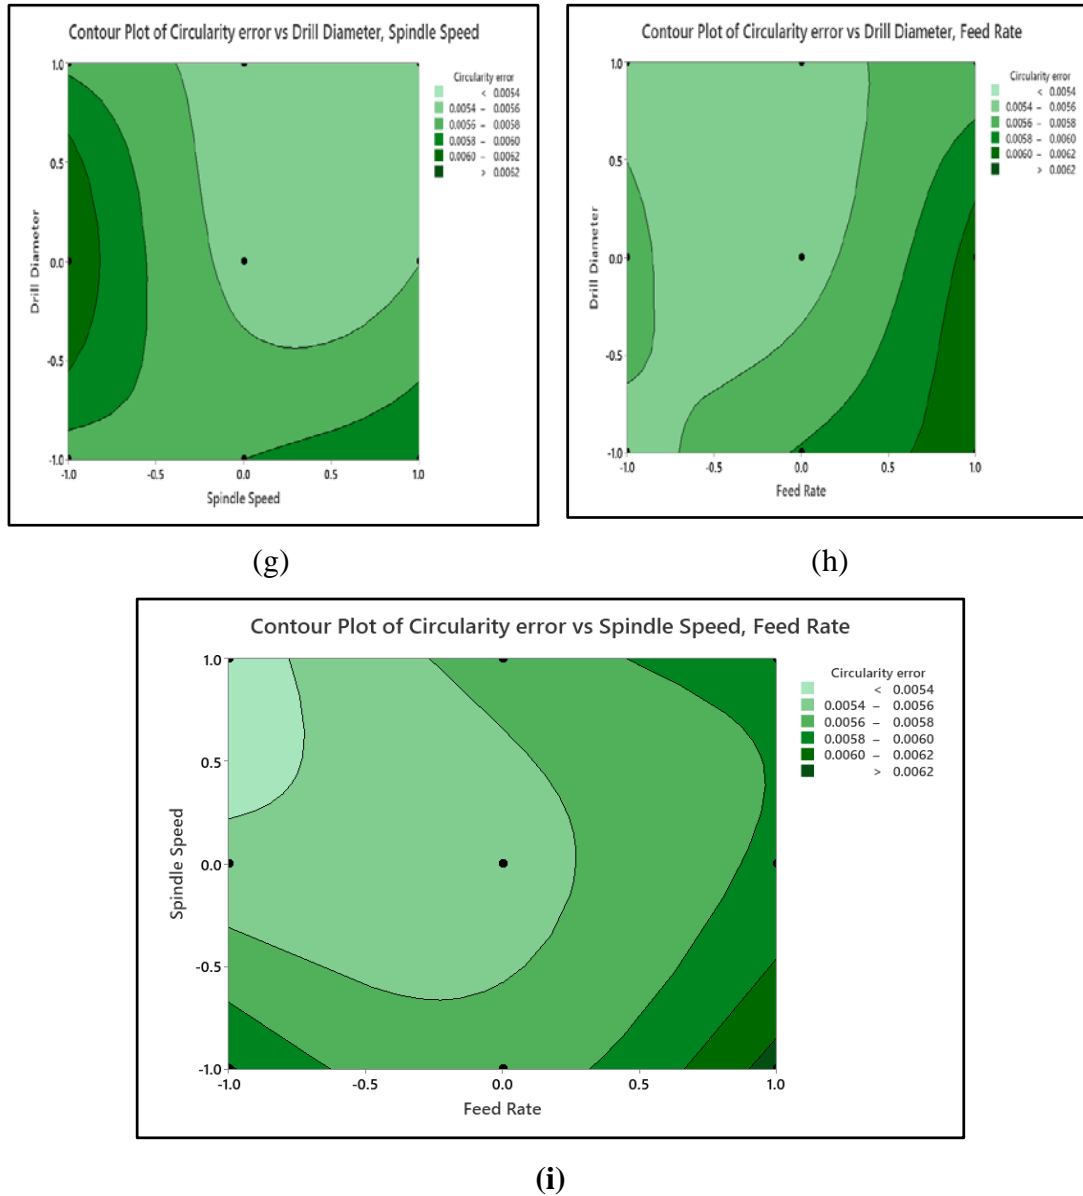 Contour Plot of Circularity error vs Drill Diameter, Spindle Speed
Circularity error
< 0.0054
0.0054 – 0.0056
0.0056 – 0.0058
0.0058 – 0.0060
0.0060 – 0.0062
> 0.0062
1.0
0.5
0.0
-0.5
-1.0
Drill Diameter
-1.0 -0.5 0.0 0.5 1.0
Spindle Speed
(g)
Contour Plot of Circularity error vs Drill Diameter, Feed Rate
Circularity error
< 0.0054
0.0054 – 0.0056
0.0056 – 0.0058
0.0058 – 0.0060
0.0060 – 0.0062
> 0.0062
1.0
0.5
0.0
-0.5
-1.0
Drill Diameter
-1.0 -0.5 0.0 0.5 1.0
Feed Rate
(h)
Contour Plot of Circularity error vs Spindle Speed, Feed Rate
Circularity error
< 0.0054
0.0054 – 0.0056
0.0056 – 0.0058
0.0058 – 0.0060
0.0060 – 0.0062
> 0.0062
1.0
0.5
0.0
-0.5
-1.0
Spindle Speed
-1.0 -0.5 0.0 0.5 1.0
Feed Rate
(i)